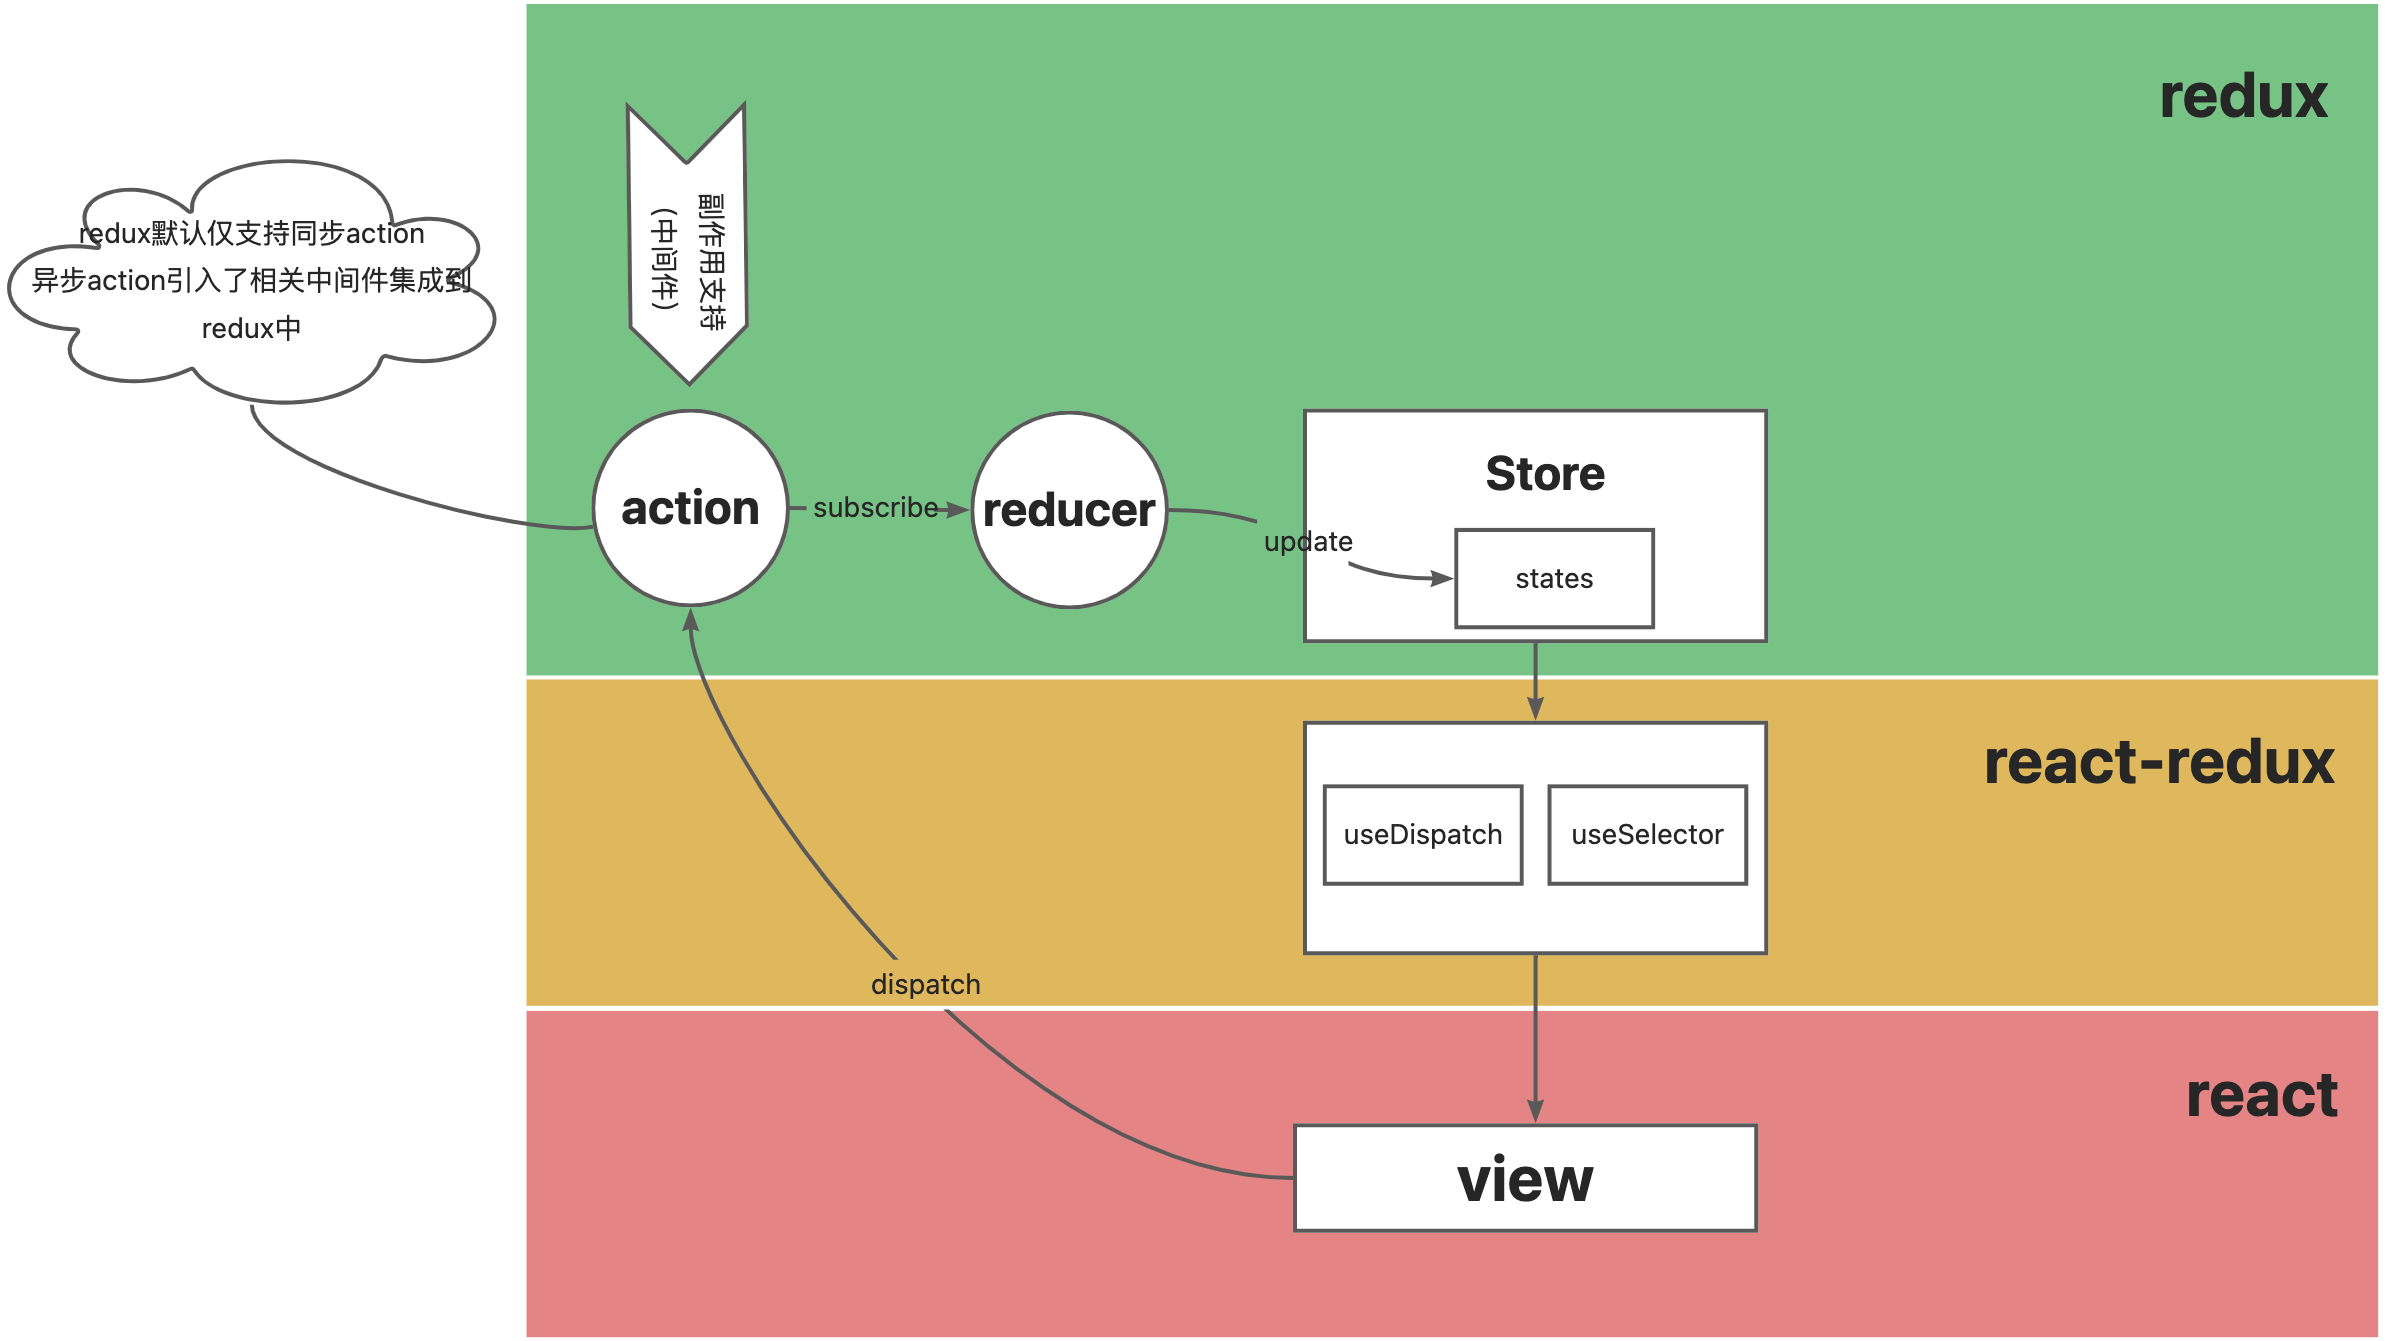 redux
redux默认仅支持同步action
异步action引入了相关中间件集成到
redux中
副作用支持
(中间件)
action
subscribe
reducer
update
Store
states
react-redux
useDispatch
useSelector
dispatch
react
view